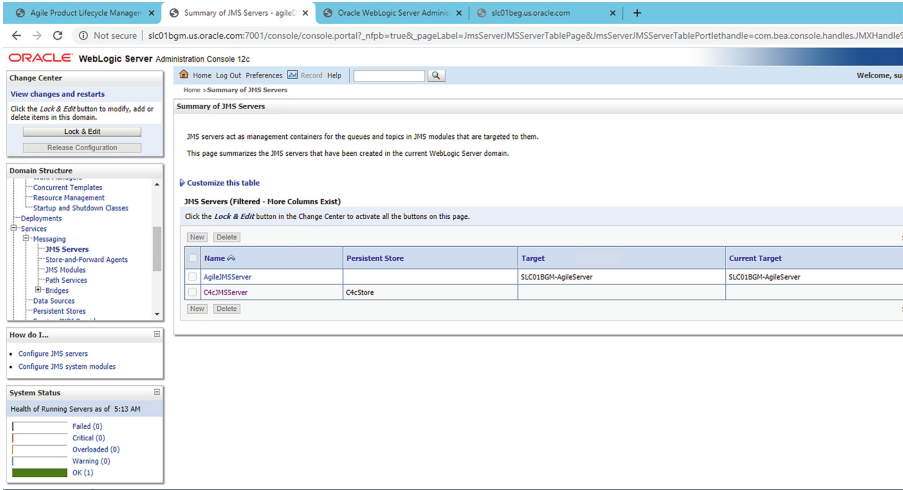 Agile Product Lifecycle Managem
Summary of JMS Servers - agileD
Oracle WebLogic Server Adminis
slc01beg.us.oracle.com
Not secure | slc01bgm.us.oracle.com:7001/console/console.portal?_nfpb=true&_pageLabel=JmsServerJMSServerTablePage&JmsServerJMSServerTablePortlethandle=com.bea.console.handles.JMXHandle%
ORACLE WebLogic Server Administration Console 12c
Change Center
View changes and restarts
Click the Lock & Edit button to modify, add or
delete items in this domain.
Lock & Edit
Release Configuration
Domain Structure
Concurrent Templates
Resource Management
Startup and Shutdown Classes
Deployments
Services
Messaging
JMS Servers
Store-and-Forward Agents
JMS Modules
Path Services
Bridges
Data Sources
Persistent Stores
How do I...
Configure JMS servers
Configure JMS system modules
System Status
Health of Running Servers as of 5:13 AM
Failed (0)
Critical (0)
Overloaded (0)
Warning (0)
OK (1)
Home Log Out Preferences Record Help
Welcome, su
Home >Summary of JMS Servers
Summary of JMS Servers
JMS servers act as management containers for the queues and topics in JMS modules that are targeted to them.
This page summarizes the JMS servers that have been created in the current WebLogic Server domain.
Customize this table
JMS Servers (Filtered - More Columns Exist)
Click the Lock & Edit button in the Change Center to activate all the buttons on this page.
New Delete
Name Persistent Store Target Current Target
AgileJMSServer SLC01BGM-AgileServer SLC01BGM-AgileServer
C4cJMSServer C4cStore
New Delete